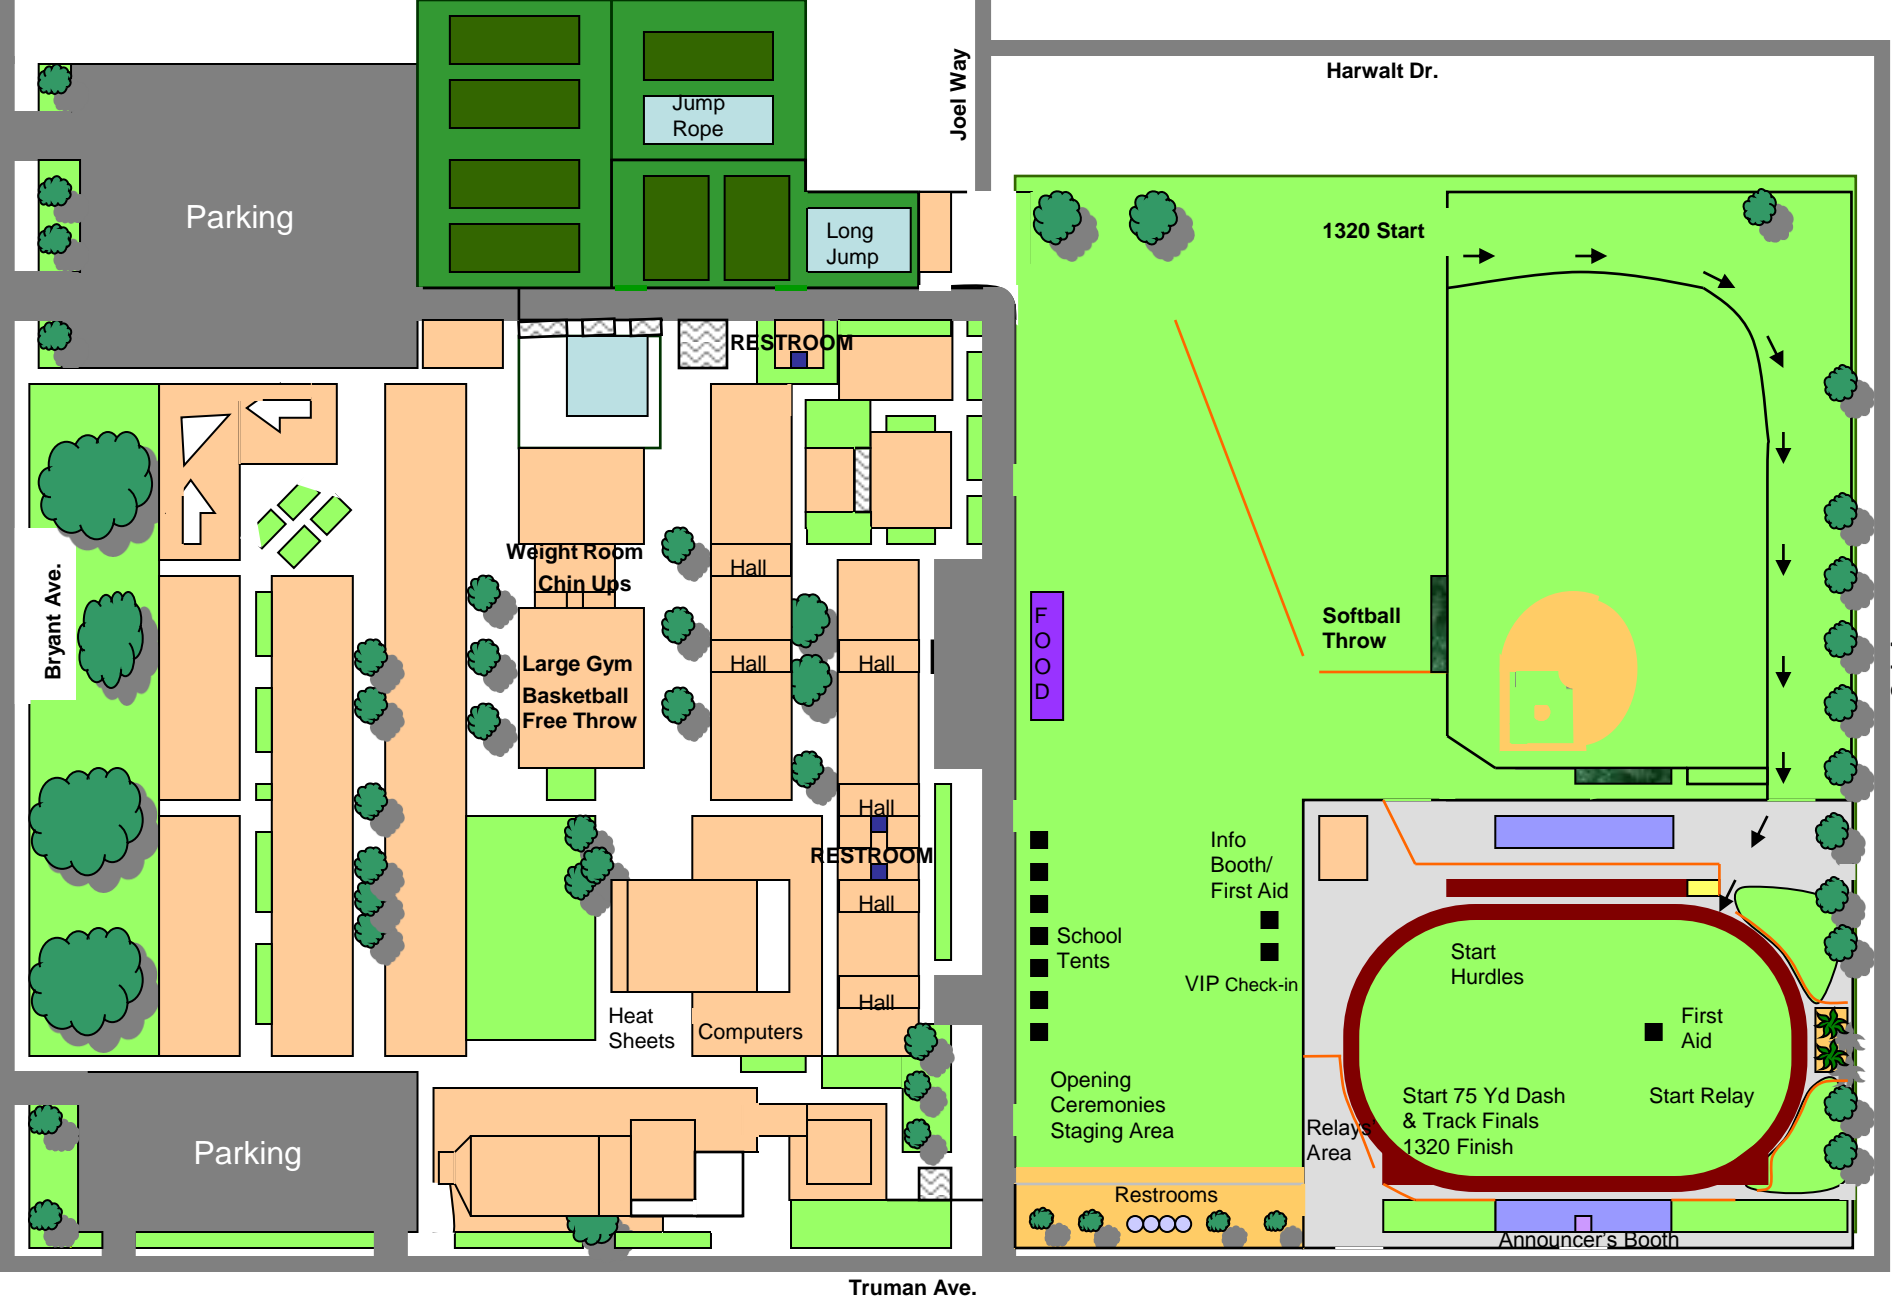 Joel Way
Harwalt Dr.
Jump
Rope
Parking
Long
Jump
1320 Start
RESTROOM
Weight Room
Chin Ups
Hall
Bryant Ave.
Large Gym
Basketball
Free Throw
Hall
Hall
F
O
O
D
Softball
Throw
Hall
RESTROOM
Hall
Hall
Info
Booth/
First Aid
School
Tents
VIP Check-in
Start
Hurdles
First
Aid
Heat
Sheets
Computers
Opening
Ceremonies
Staging Area
Start 75 Yd Dash
& Track Finals
1320 Finish
Start Relay
Relays
Area
Parking
Restrooms
Announcer's Booth
Truman Ave.